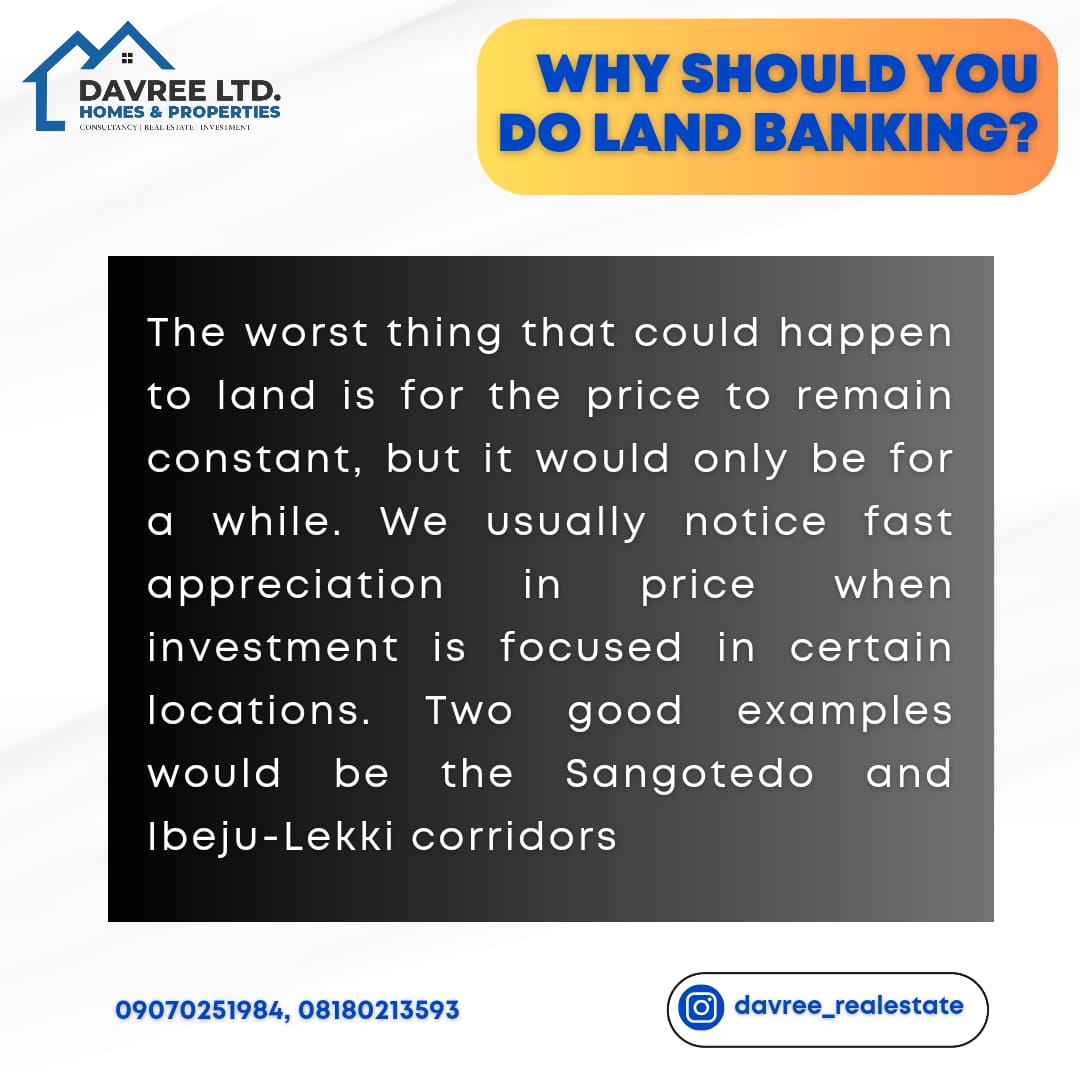 DAVREE LTD.
HOMES & PROPERTIES
CONSULTANCY | REAL ESTATE | INVESTMENT
WHY SHOULD YOU
DO LAND BANKING?
The worst thing that could happen
to land is for the price to remain
constant, but it would only be for
a while. We usually notice fast
appreciation in price when
investment is focused in certain
locations. Two good examples
would be the Sangotedo and
Ibeju-Lekki corridors
09070251984, 08180213593
davree_realestate